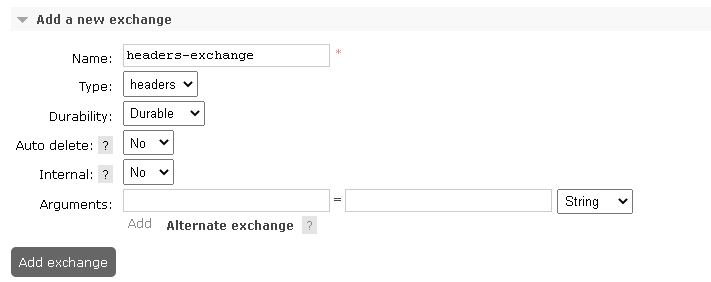 Add a new exchange
Name: headers-exchange *
Type: headers
Durability: Durable
Auto delete: ? No
Internal: ? No
Arguments: = String
Add Alternate exchange ?
Add exchange